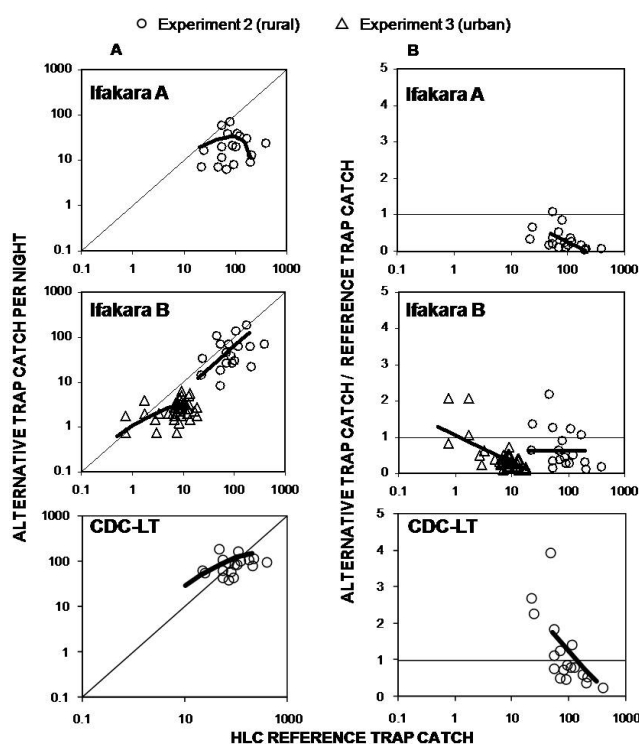 ○ Experiment 2 (rural) △ Experiment 3 (urban)
A
B
ALTERNATIVE TRAP CATCH PER NIGHT
Ifakara A
1000
100
10
1
0.1
0.1 1 10 100 1000
Ifakara B
1000
100
10
1
0.1
0.1 1 10 100 1000
CDC-LT
1000
100
10
1
0.1
0.1 1 10 100 1000
ALTERNATIVE TRAP CATCH / REFERENCE TRAP CATCH
Ifakara A
5
4
3
2
1
0
0.1 1 10 100 1000
Ifakara B
5
4
3
2
1
0
0.1 1 10 100 1000
CDC-LT
5
4
3
2
1
0
0.1 1 10 100 1000
HLC REFERENCE TRAP CATCH